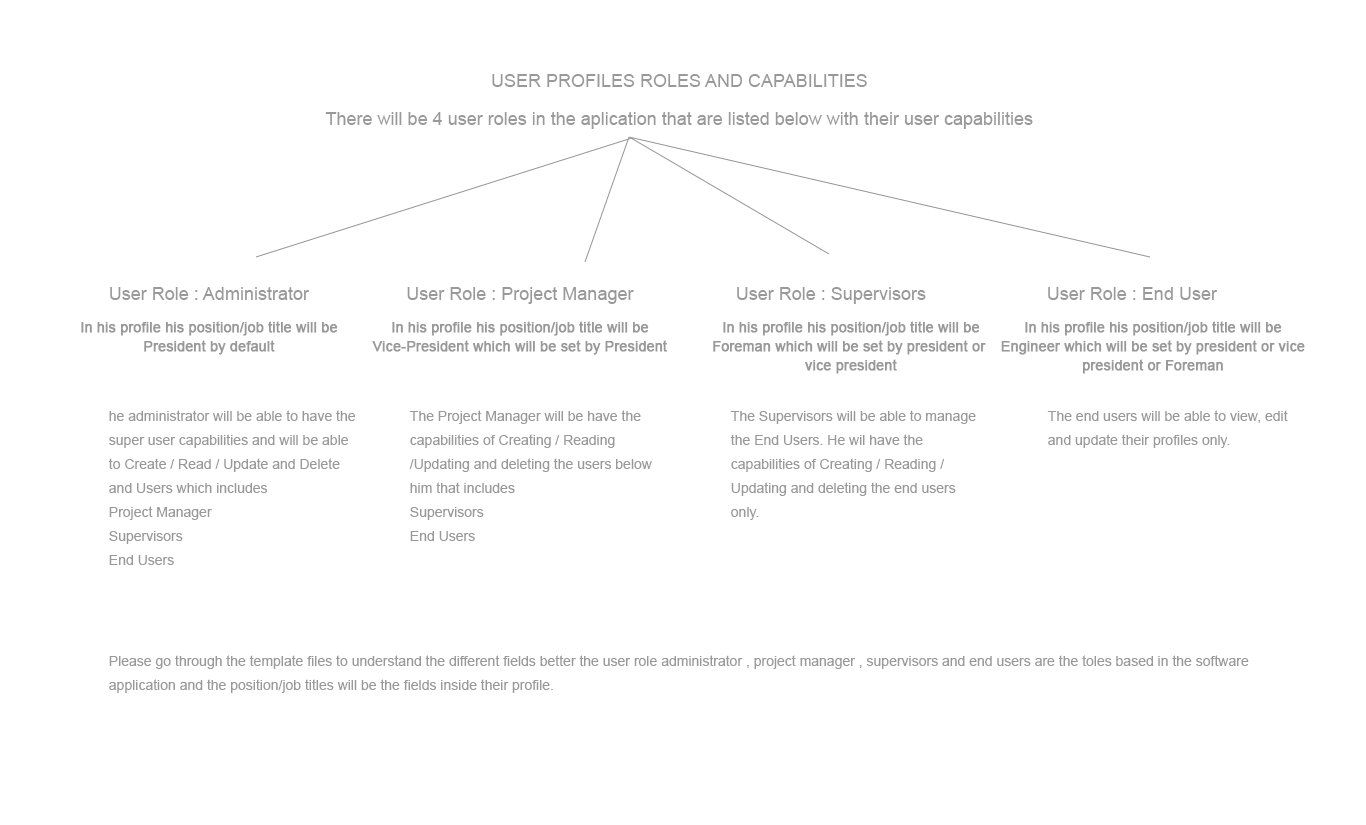 USER PROFILES ROLES AND CAPABILITIES
There will be 4 user roles in the aplication that are listed below with their user capabilities
User Role : Administrator
In his profile his position/job title will be
President by default
he administrator will be able to have the
super user capabilities and will be able
to Create / Read / Update and Delete
and Users which includes
Project Manager
Supervisors
End Users
User Role : Project Manager
In his profile his position/job title will be
Vice-President which will be set by President
The Project Manager will be have the
capabilities of Creating / Reading
/Updating and deleting the users below
him that includes
Supervisors
End Users
User Role : Supervisors
In his profile his position/job title will be
Foreman which will be set by president or
vice president
The Supervisors will be able to manage
the End Users. He wil have the
capabilities of Creating / Reading /
Updating and deleting the end users
only.
User Role : End User
In his profile his position/job title will be
Engineer which will be set by president or vice
president or Foreman
The end users will be able to view, edit
and update their profiles only.
Please go through the template files to understand the different fields better the user role administrator , project manager , supervisors and end users are the toles based in the software
application and the position/job titles will be the fields inside their profile.